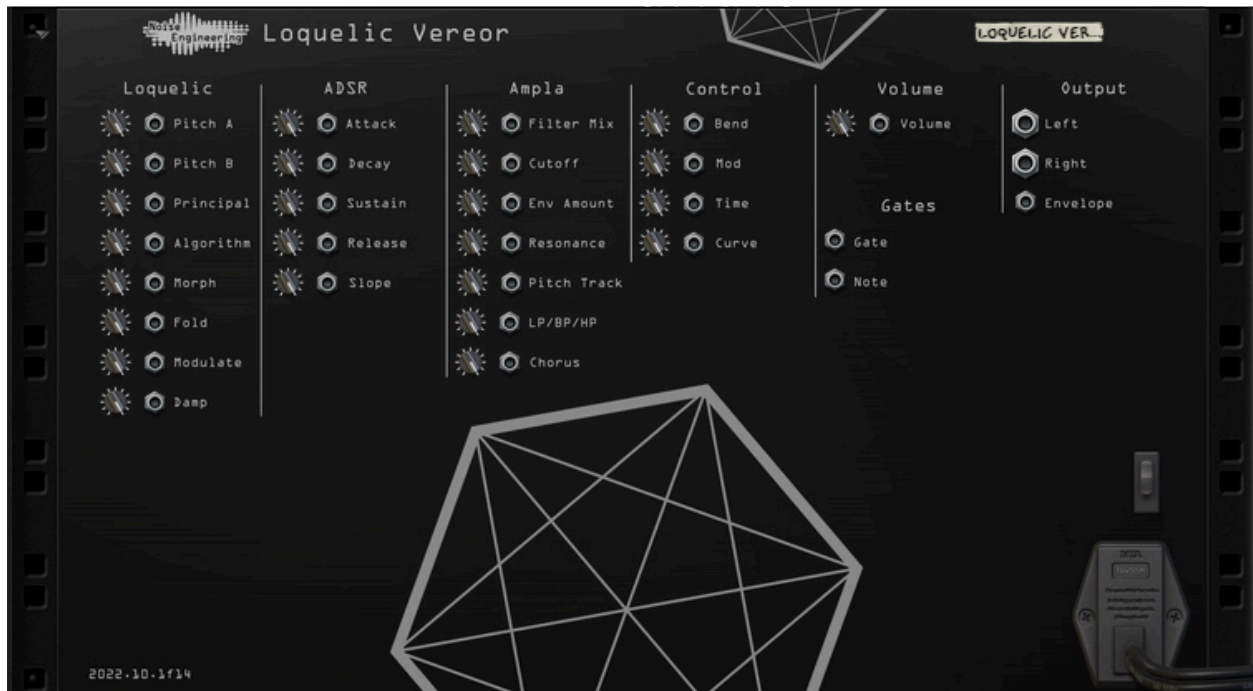 Noise
Engineering
Loquelic Vereor
LOQUELIC VER...
Loquelic
Pitch A
Pitch B
Principal
Algorithm
Morph
Fold
Modulate
Damp
ADSR
Attack
Decay
Sustain
Release
Slope
Ampla
Filter Mix
Cutoff
Env Amount
Resonance
Pitch Track
LP/BP/HP
Chorus
Control
Bend
Mod
Time
Curve
Volume
Volume
Gates
Gate
Note
Output
Left
Right
Envelope
2022.10.1f14